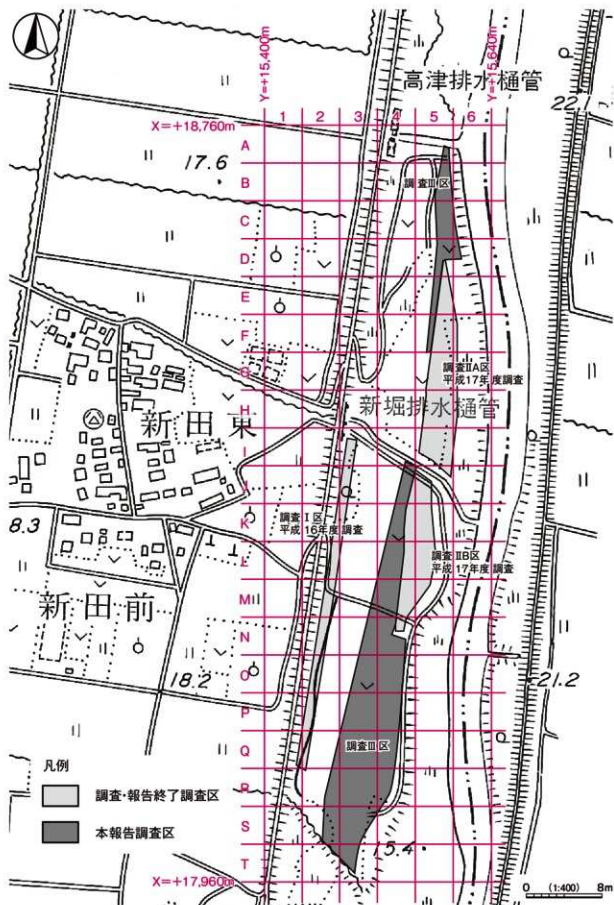 Y=+15,400m
Y=+15,640m
高津排水樋管
22.1
1 2 3 4 5 6
X=+18,760m
A
B
C
D
E
F
G
H
I
J
K
L
M
N
O
P
Q
R
S
T
X=+17,960m
17.6
調査Ⅲ区
調査ⅡA区
平成17年度調査
新堀排水樋管
新田東
調査Ⅰ区
平成16年度調査
調査ⅡB区
平成17年度調査
8.3
新田前
18.2
21.2
調査Ⅲ区
15.4
凡例
調査・報告終了調査区
本報告調査区
0 (1:400) 8m